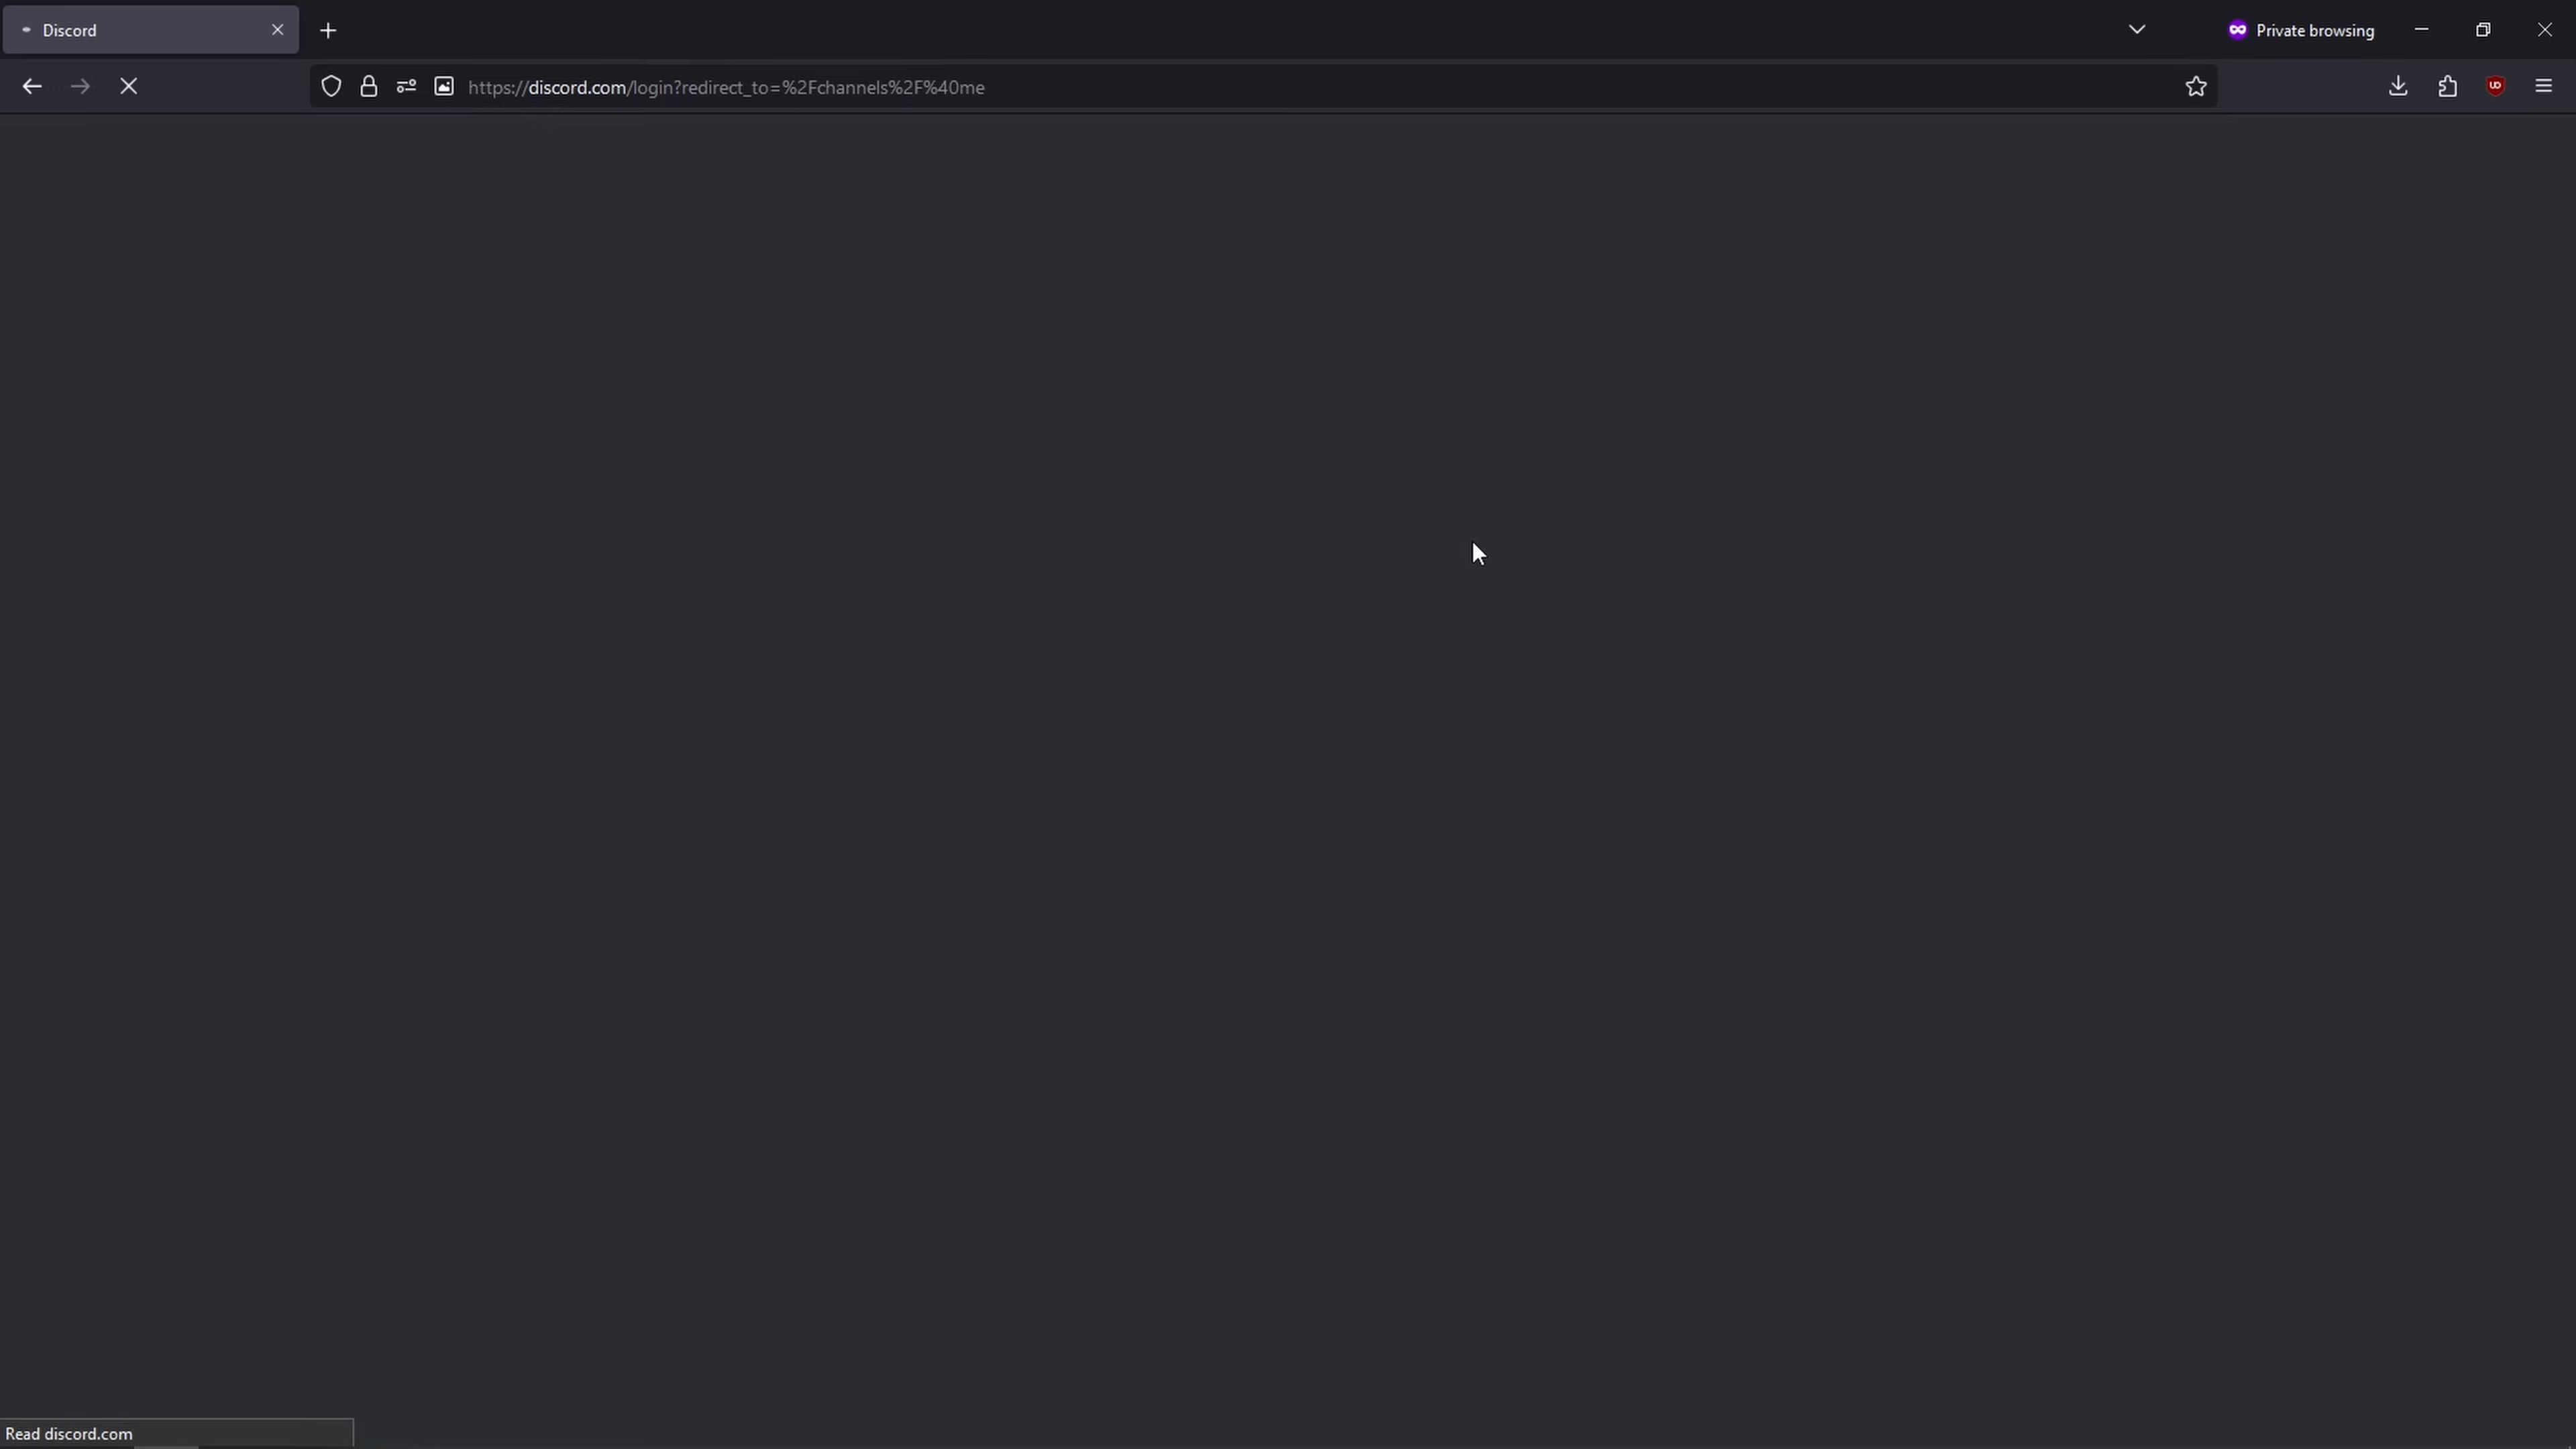 Discord
Private browsing
https://discord.com/login?redirect_to=%2Fchannels%2F%40me
Read discord.com